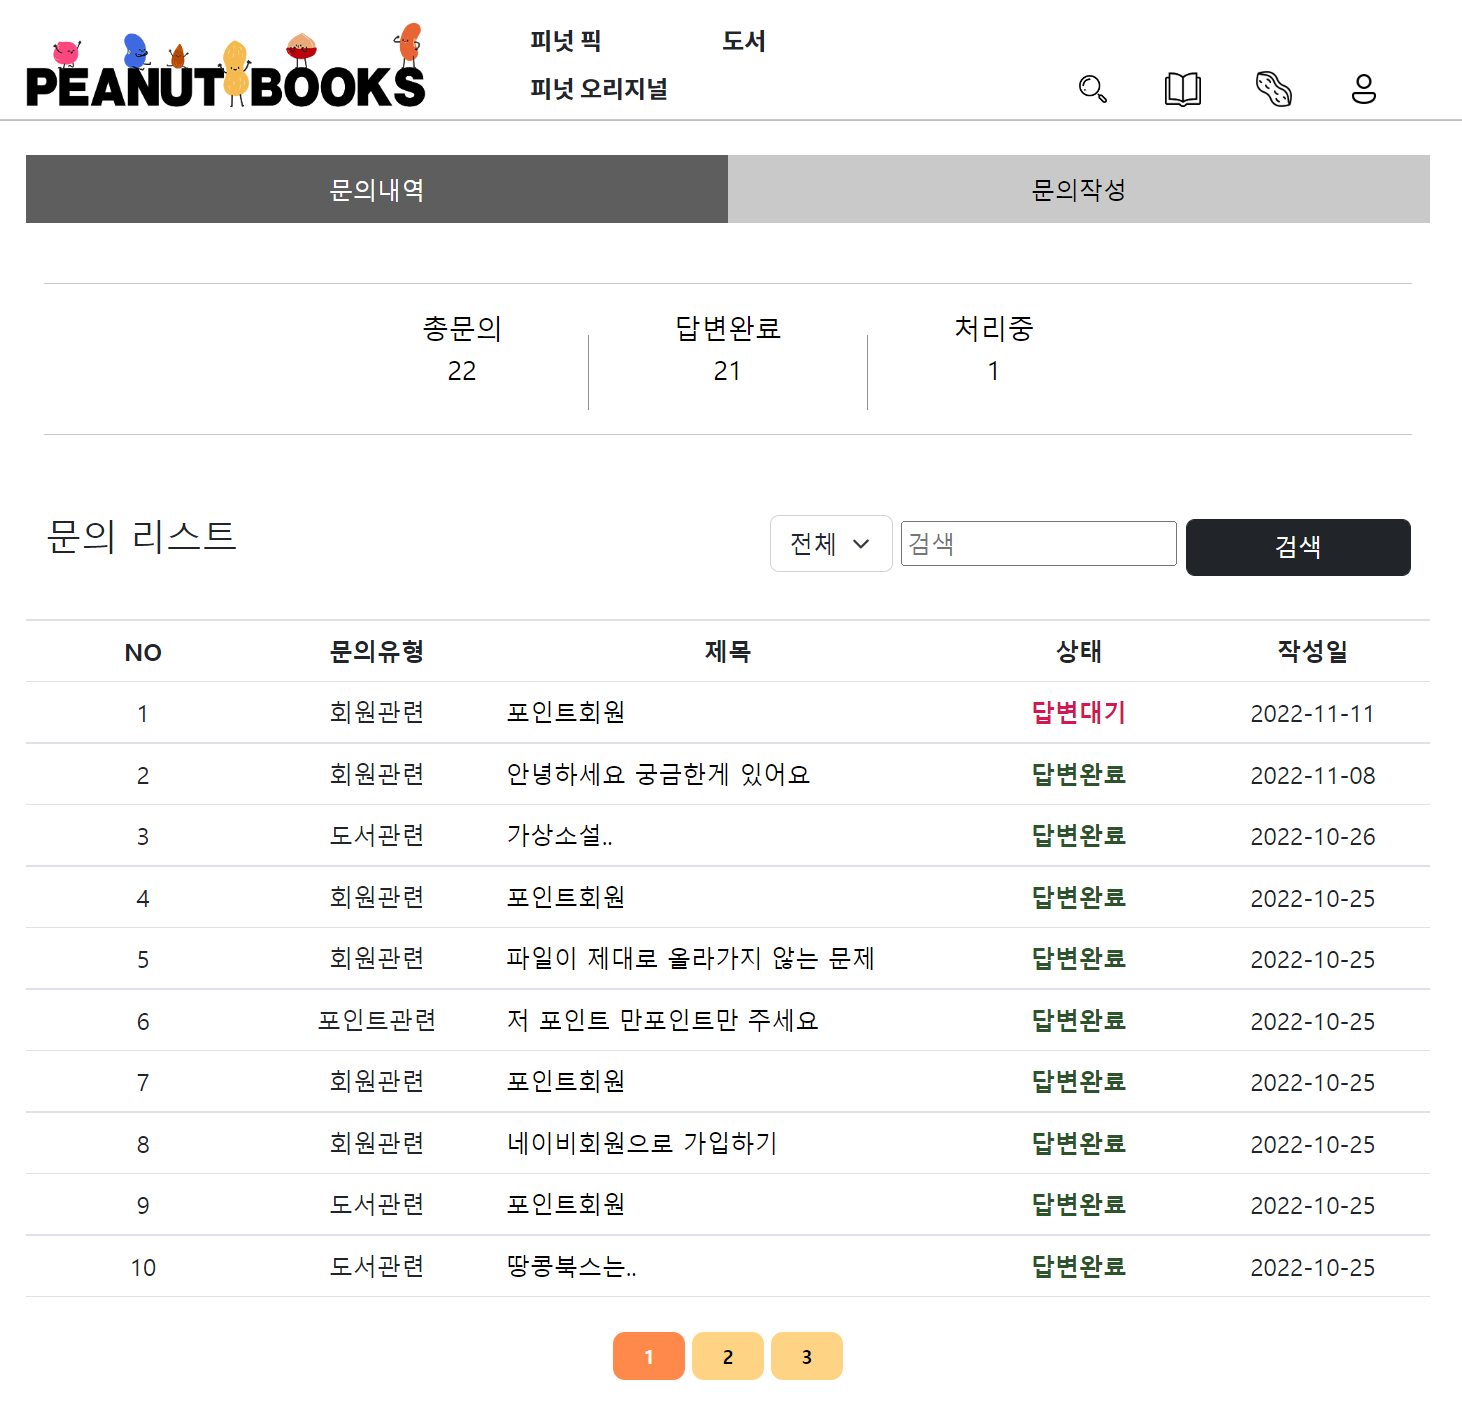 PEANUT BOOKS
피넛 픽 도서
피넛 오리지널
문의내역 문의작성
총문의 답변완료 처리중
22 21 1
문의 리스트 전체 검색 검색
NO 문의유형 제목 상태 작성일
1 회원관련 포인트회원 답변대기 2022-11-11
2 회원관련 안녕하세요 궁금한게 있어요 답변완료 2022-11-08
3 도서관련 가상소설.. 답변완료 2022-10-26
4 회원관련 포인트회원 답변완료 2022-10-25
5 회원관련 파일이 제대로 올라가지 않는 문제 답변완료 2022-10-25
6 포인트관련 저 포인트 만포인트만 주세요 답변완료 2022-10-25
7 회원관련 포인트회원 답변완료 2022-10-25
8 회원관련 네이비회원으로 가입하기 답변완료 2022-10-25
9 도서관련 포인트회원 답변완료 2022-10-25
10 도서관련 땅콩북스는.. 답변완료 2022-10-25
1 2 3